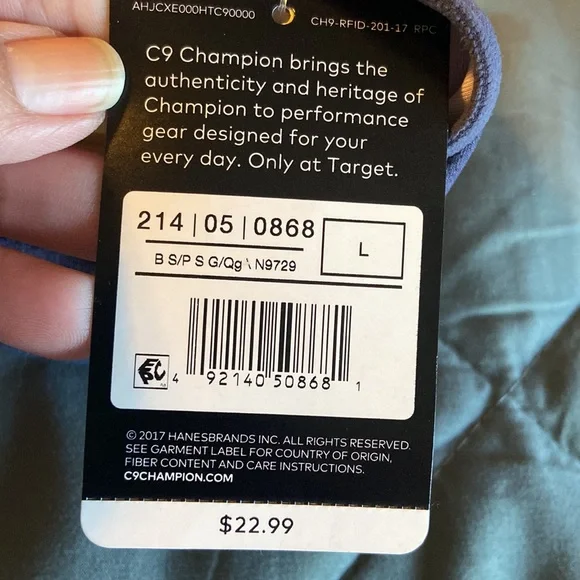 AHJCXE000HTC90000
CH9-RFID-201-17 RPC
C9 Champion brings the
authenticity and heritage of
Champion to performance
gear designed for your
every day. Only at Target.
214 | 05 | 0868
L
B S/P S G/Qg \ N9729
EPC
4 92140 50868 1
© 2017 HANESBRANDS INC. ALL RIGHTS RESERVED.
SEE GARMENT LABEL FOR COUNTRY OF ORIGIN,
FIBER CONTENT AND CARE INSTRUCTIONS.
C9CHAMPION.COM
$22.99